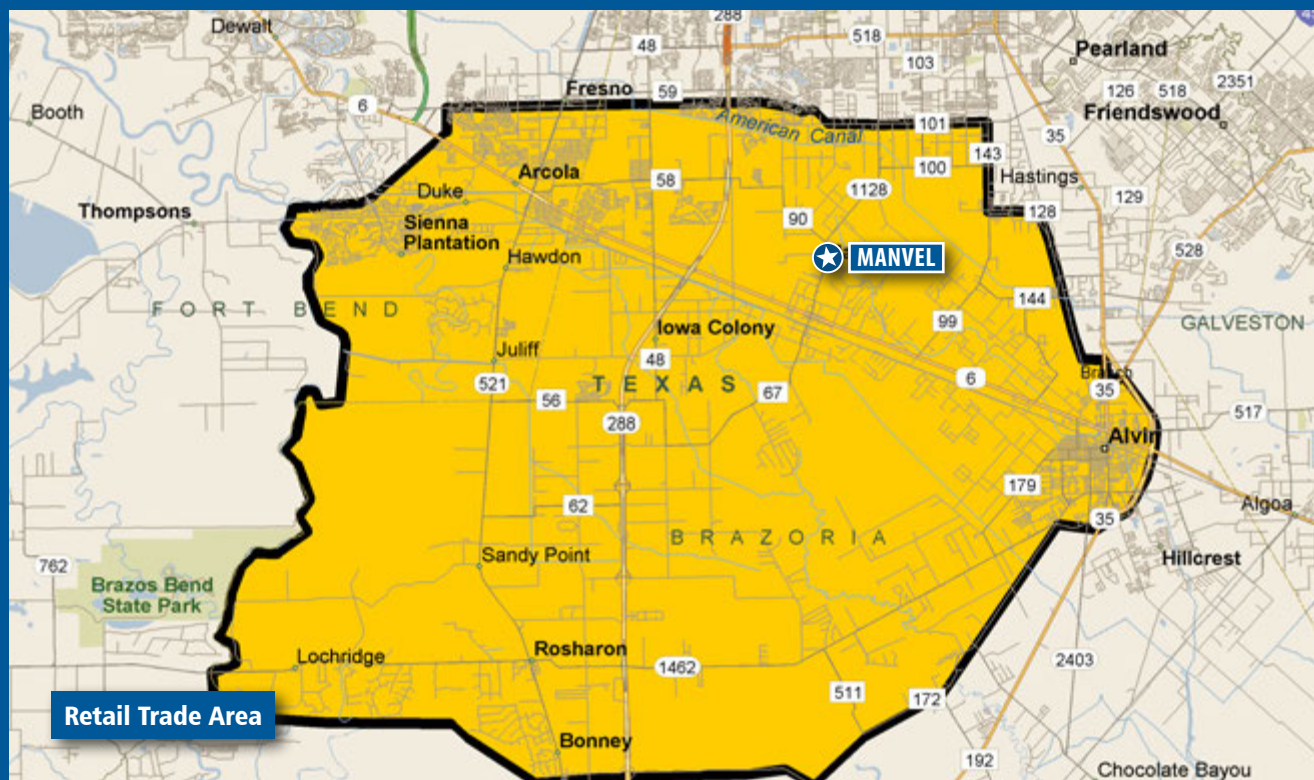 288
Dewalt
48
518
103
Pearland
2351
126
518
Friendswood
Fresno
59
Booth
6
American Canal
101
35
143
100
Hastings
Arcola
58
1128
129
Duke
90
128
Thompsons
Sienna
Plantation
Hawdon
MANVEL
528
FORT BEND
144
99
GALVESTON
Iowa Colony
Juliff
48
6
521
TEXAS
67
35
56
517
288
Alvin
179
62
35
Algoa
BRAZORIA
Sandy Point
Hillcrest
762
Brazos Bend
State Park
Lochridge
Rosharon
1462
2403
511
172
Retail Trade Area
Bonney
192
Chocolate Bayou